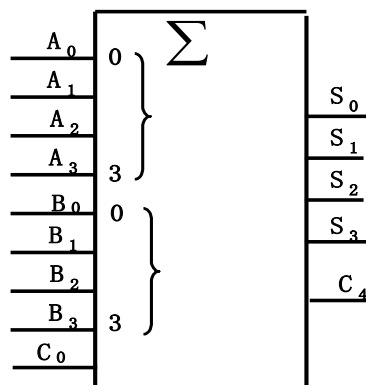 Σ
A₀ 0
A₁
A₂
A₃ 3
B₀ 0
B₁
B₂
B₃ 3
C₀
S₀
S₁
S₂
S₃
C₄